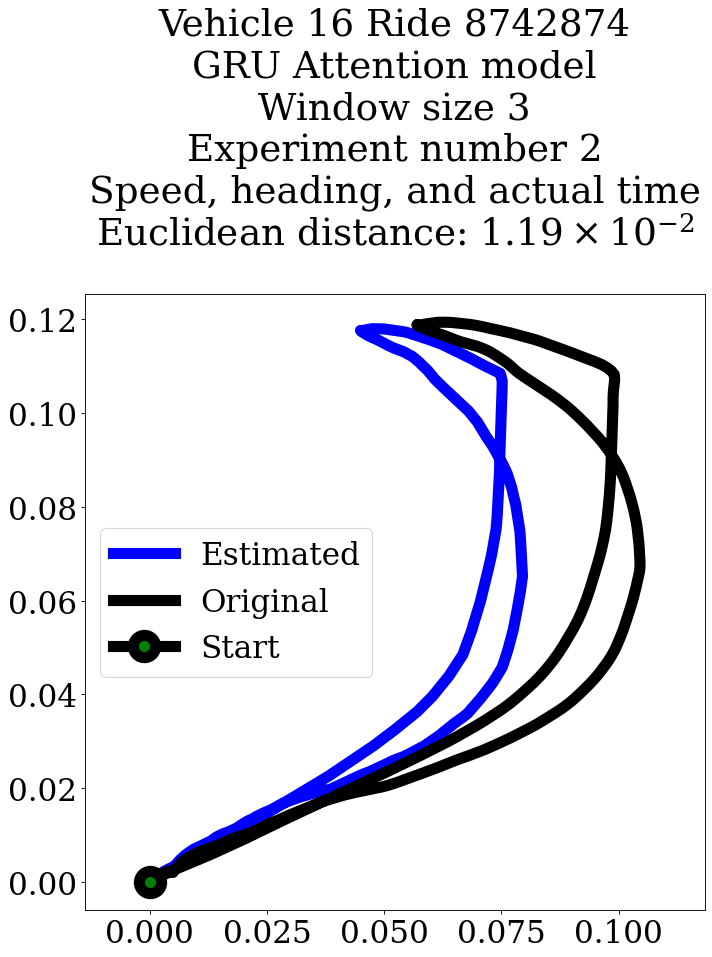 Vehicle 16 Ride 8742874
GRU Attention model
Window size 3
Experiment number 2
Speed, heading, and actual time
Euclidean distance: 1.19 × 10⁻²
0.12
0.10
0.08
0.06
0.04
0.02
0.00
Estimated
Original
Start
0.000 0.025 0.050 0.075 0.100